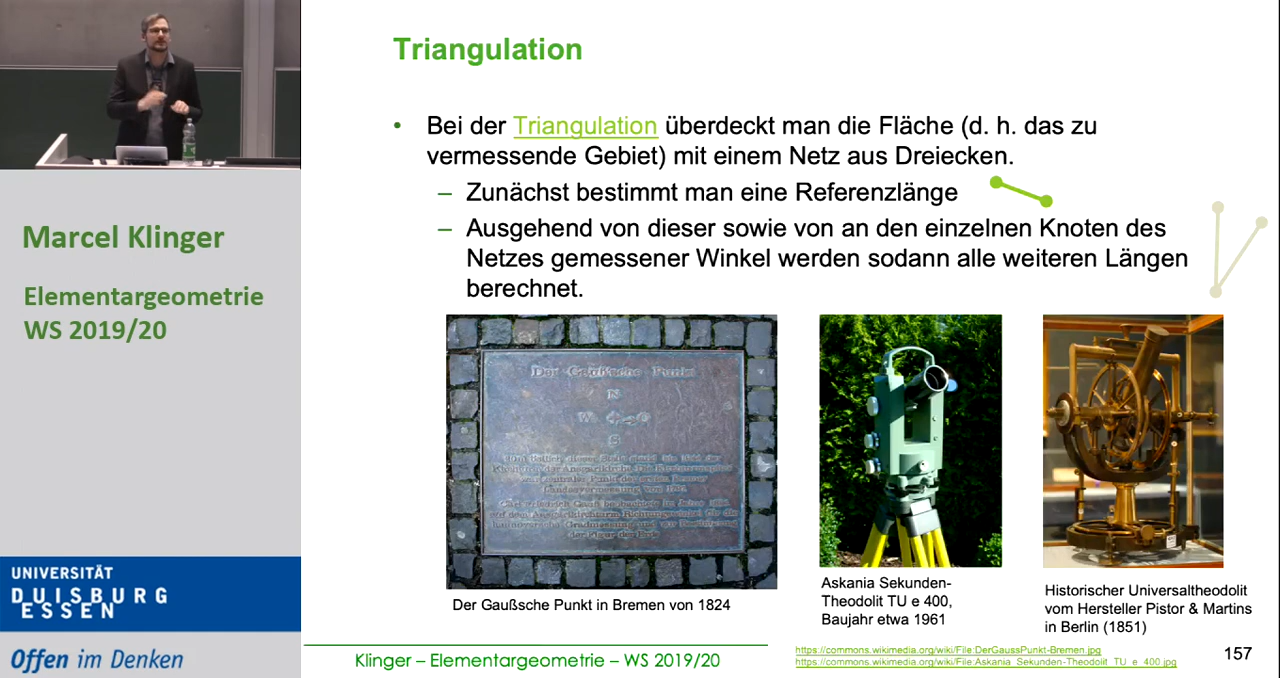 Marcel Klinger
Elementargeometrie
WS 2019/20
UNIVERSITÄT
DUISBURG
ESSEN
Offen im Denken
Triangulation
• Bei der Triangulation überdeckt man die Fläche (d. h. das zu
vermessende Gebiet) mit einem Netz aus Dreiecken.
– Zunächst bestimmt man eine Referenzlänge
– Ausgehend von dieser sowie von an den einzelnen Knoten des
Netzes gemessener Winkel werden sodann alle weiteren Längen
berechnet.
Der Gaußsche Punkt
N
W
O
S
Der Gaußsche Punkt in Bremen von 1824
Askania Sekunden-
Theodolit TU e 400,
Baujahr etwa 1961
Historischer Universaltheodolit
vom Hersteller Pistor & Martins
in Berlin (1851)
Klinger – Elementargeometrie – WS 2019/20
https://commons.wikimedia.org/wiki/File:DerGaussPunkt-Bremen.jpg
https://commons.wikimedia.org/wiki/File:Askania_Sekunden-Theodolit_TU_e_400.jpg
157